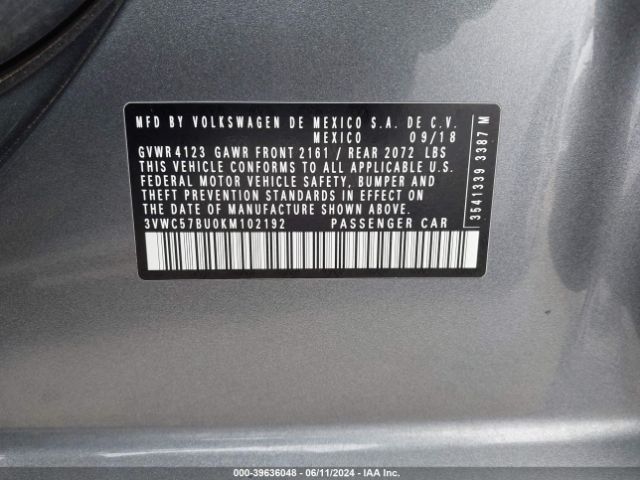 MFD BY VOLKSWAGEN DE MEXICO S.A. DE C.V.
MEXICO 09/18
GVWR 4123 GAWR FRONT 2161 / REAR 2072 LBS
THIS VEHICLE CONFORMS TO ALL APPLICABLE U.S.
FEDERAL MOTOR VEHICLE SAFETY, BUMPER AND
THEFT PREVENTION STANDARDS IN EFFECT ON
THE DATE OF MANUFACTURE SHOWN ABOVE.
3VWC57BU0KM102192 PASSENGER CAR
3541339 3387 M
000-39636048 - 06/11/2024 - IAA Inc.